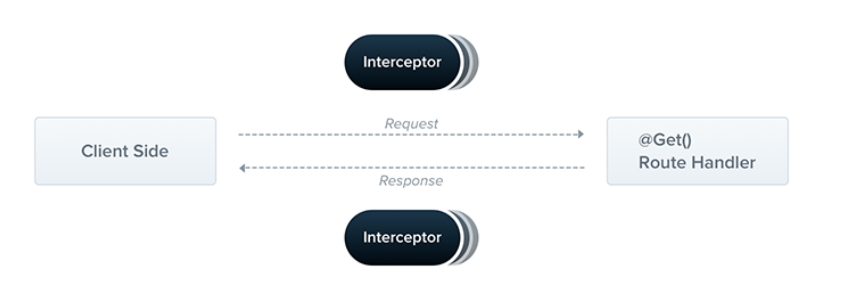 Interceptor
Request
Client Side
@Get()
Route Handler
Response
Interceptor